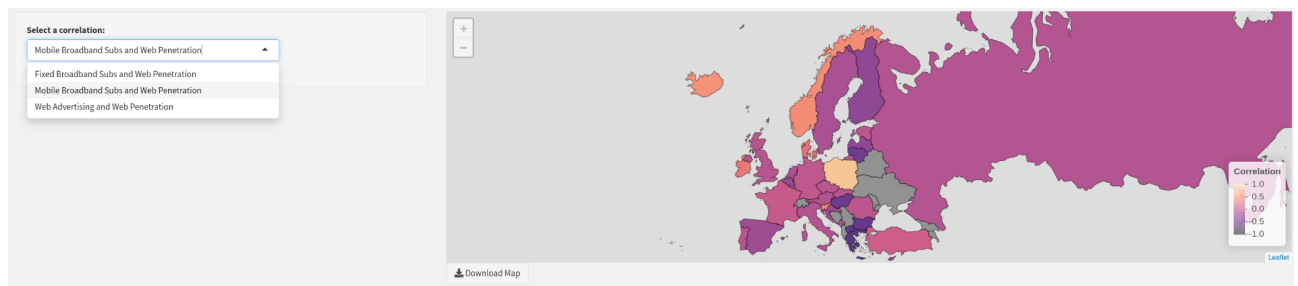 Select a correlation:
Mobile Broadband Subs and Web Penetration
Fixed Broadband Subs and Web Penetration
Mobile Broadband Subs and Web Penetration
Web Advertising and Web Penetration
+
−
Correlation
1.0
0.5
0.0
-0.5
-1.0
Leaflet
Download Map